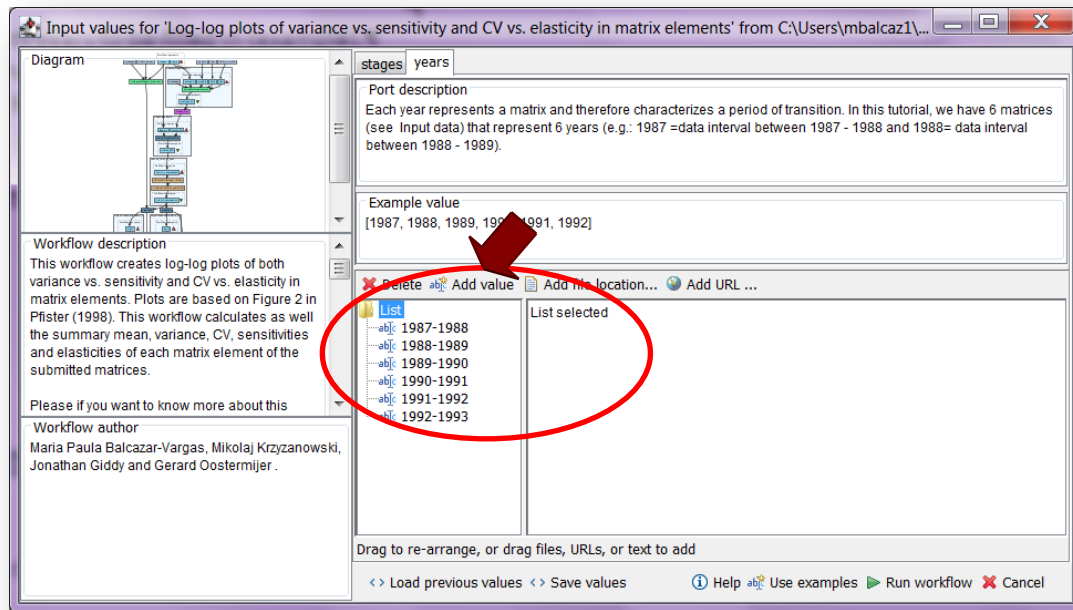 Input values for 'Log-log plots of variance vs. sensitivity and CV vs. elasticity in matrix elements' from C:\Users\mbalcaz1\...
Diagram
Workflow description
This workflow creates log-log plots of both
variance vs. sensitivity and CV vs. elasticity in
matrix elements. Plots are based on Figure 2 in
Pfister (1998). This workflow calculates as well
the summary mean, variance, CV, sensitivities
and elasticities of each matrix element of the
submitted matrices.
Please if you want to know more about this
Workflow author
Maria Paula Balcazar-Vargas, Mikolaj Krzyzanowski,
Jonathan Giddy and Gerard Oostermijer .
stages years
Port description
Each year represents a matrix and therefore characterizes a period of transition. In this tutorial, we have 6 matrices
(see Input data) that represent 6 years (e.g.: 1987 =data interval between 1987 - 1988 and 1988= data interval
between 1988 - 1989).
Example value
[1987, 1988, 1989, 1991, 1992]
Delete Add value Add file location... Add URL ...
List
1987-1988
1988-1989
1989-1990
1990-1991
1991-1992
1992-1993
List selected
Drag to re-arrange, or drag files, URLs, or text to add
Load previous values Save values Help Use examples Run workflow Cancel